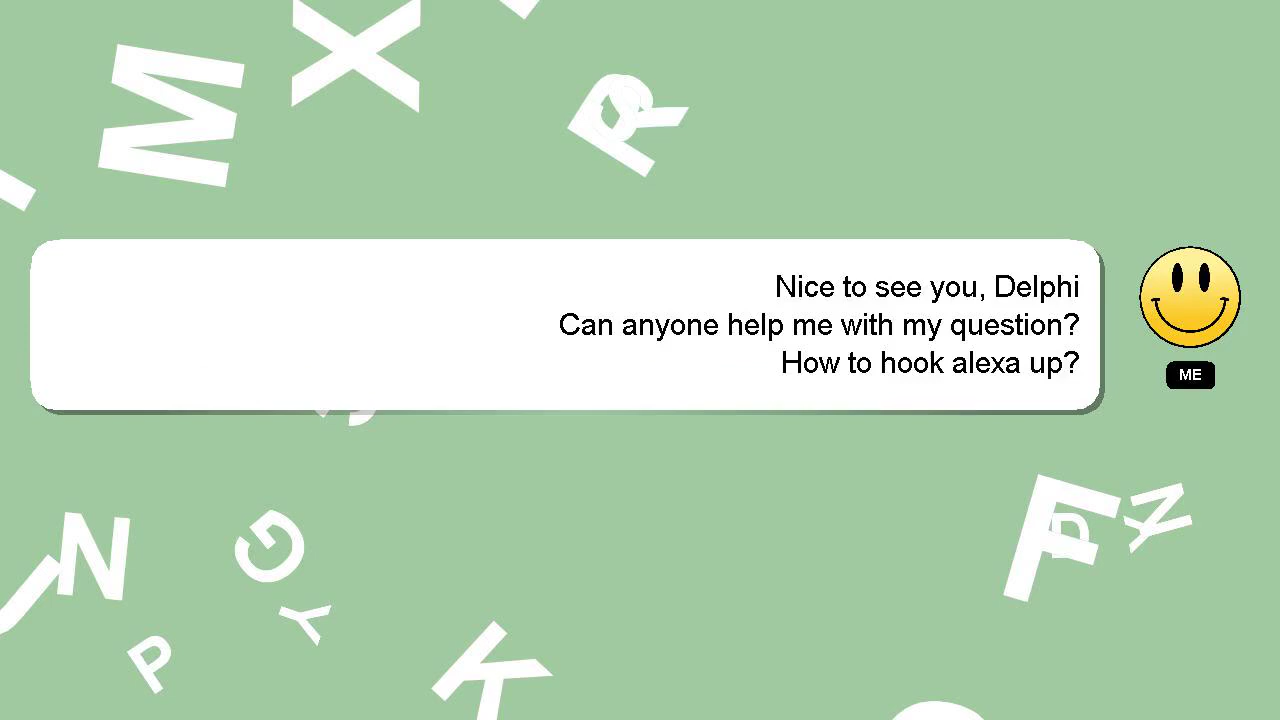 M
X
R
Nice to see you, Delphi
Can anyone help me with my question?
How to hook alexa up?
ME
F
D
N
Y
Z
G
Y
P
K